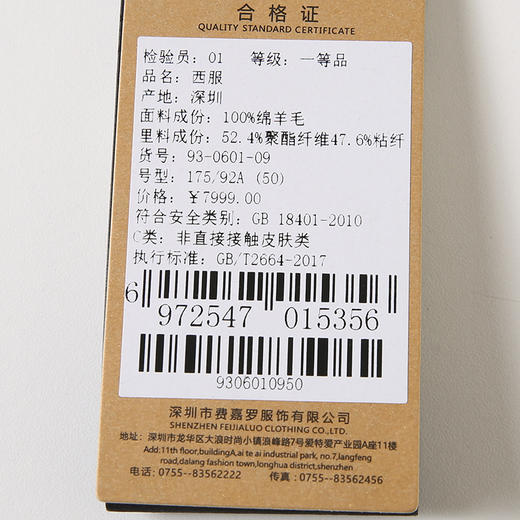 合格证
QUALITY STANDARD CERTIFICATE
检验员: 01 等级: 一等品
品名: 西服
产地: 深圳
面料成份: 100%绵羊毛
里料成份: 52.4%聚酯纤维47.6%粘纤
货号: 93-0601-09
号型: 175/92A (50)
价格: ￥7999.00
符合安全类别: GB 18401-2010
C类: 非直接接触皮肤类
执行标准: GB/T2664-2017
6 972547 015356
9306010950
深圳市费嘉罗服饰有限公司
SHENZHEN FEIJIALUO CLOTHING CO.,LTD.
地址: 深圳市龙华区大浪时尚小镇浪峰路7号爱特爱产业园A座11楼
Add:11th floor,buildingA.ai te ai industrial park, no.7,langfeng
road,dalang fashion town,longhua district,shenzhen
电话: 0755--83562222 传真: 0755--83562456